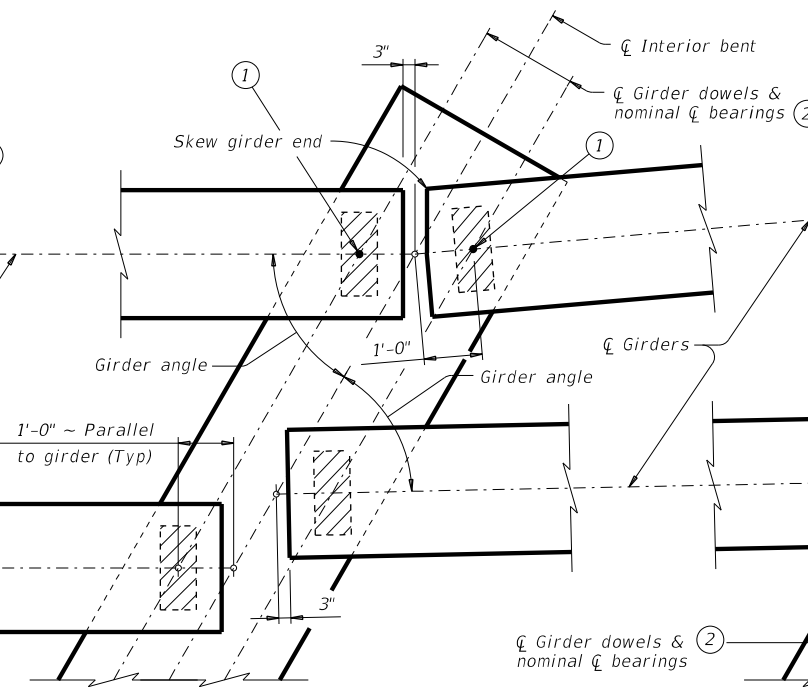 3"
℄ Interior bent
1
℄ Girder dowels &
nominal ℄ bearings
2
Skew girder end
1
1'-0"
℄ Girders
Girder angle
Girder angle
1'-0" ~ Parallel
to girder (Typ)
3"
℄ Girder dowels &
nominal ℄ bearings
2